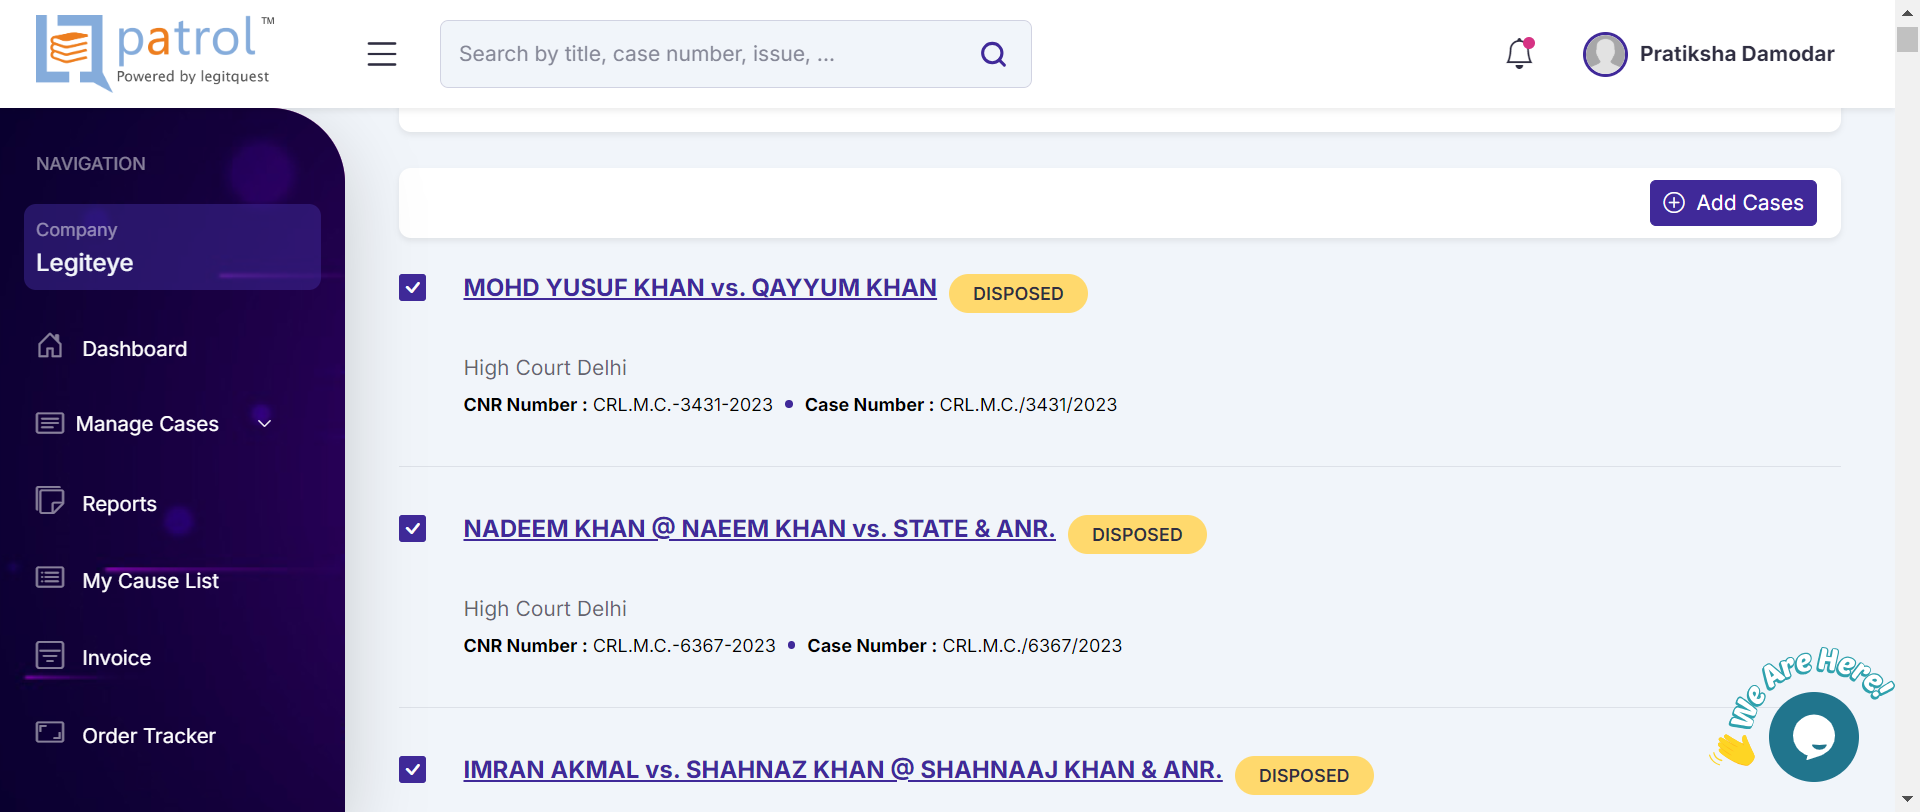 patrol™
Powered by legitquest
Search by title, case number, issue, ...
Pratiksha Damodar
NAVIGATION
Company
Legiteye
Dashboard
Manage Cases
Reports
My Cause List
Invoice
Order Tracker
Add Cases
MOHD YUSUF KHAN vs. QAYYUM KHAN DISPOSED
High Court Delhi
CNR Number : CRL.M.C.-3431-2023 • Case Number : CRL.M.C./3431/2023
NADEEM KHAN @ NAEEM KHAN vs. STATE & ANR. DISPOSED
High Court Delhi
CNR Number : CRL.M.C.-6367-2023 • Case Number : CRL.M.C./6367/2023
IMRAN AKMAL vs. SHAHNAZ KHAN @ SHAHNAAJ KHAN & ANR. DISPOSED
We Are Here!